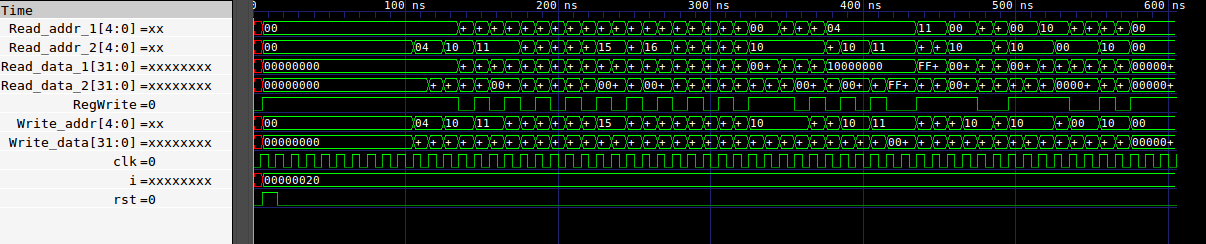 Time
0 100 ns 200 ns 300 ns 400 ns 500 ns 600 ns
Read_addr_1[4:0] =xx 00 + + + + + + + + + + + + + + + + + + + 00 + + + 04 11 00 + + 00 10 + + + + 00
Read_addr_2[4:0] =xx 00 04 10 11 + + + + + 15 + 16 + + + + + 10 + 10 11 + + 10 + 10 00 10 00
Read_data_1[31:0] =xxxxxxxx 00000000 + + + + + + + + + + + + + + + + + + + 00+ + + + 10000000 FF+ 00+ + + 00+ + + + + + + 00000+
Read_data_2[31:0] =xxxxxxxx 00000000 + + + + 00+ + + + + + 00+ + 00+ + + + + + + + + 00+ + 00+ + FF+ + + 00+ + + + + + 0000+ + + 00000+
RegWrite =0
Write_addr[4:0] =xx 00 04 10 11 + + + + + + 15 + + + + + + + + 10 + + 10 11 + + + 10 + 10 + 00 10 00
Write_data[31:0] =xxxxxxxx 00000000 + + + + + + + + + + + + + + + + + + + + + + + + + + + + + + + 00+ + + + + + + + + + + + + + + 00000+
clk =0
i =xxxxxxxx 00000020
rst =0